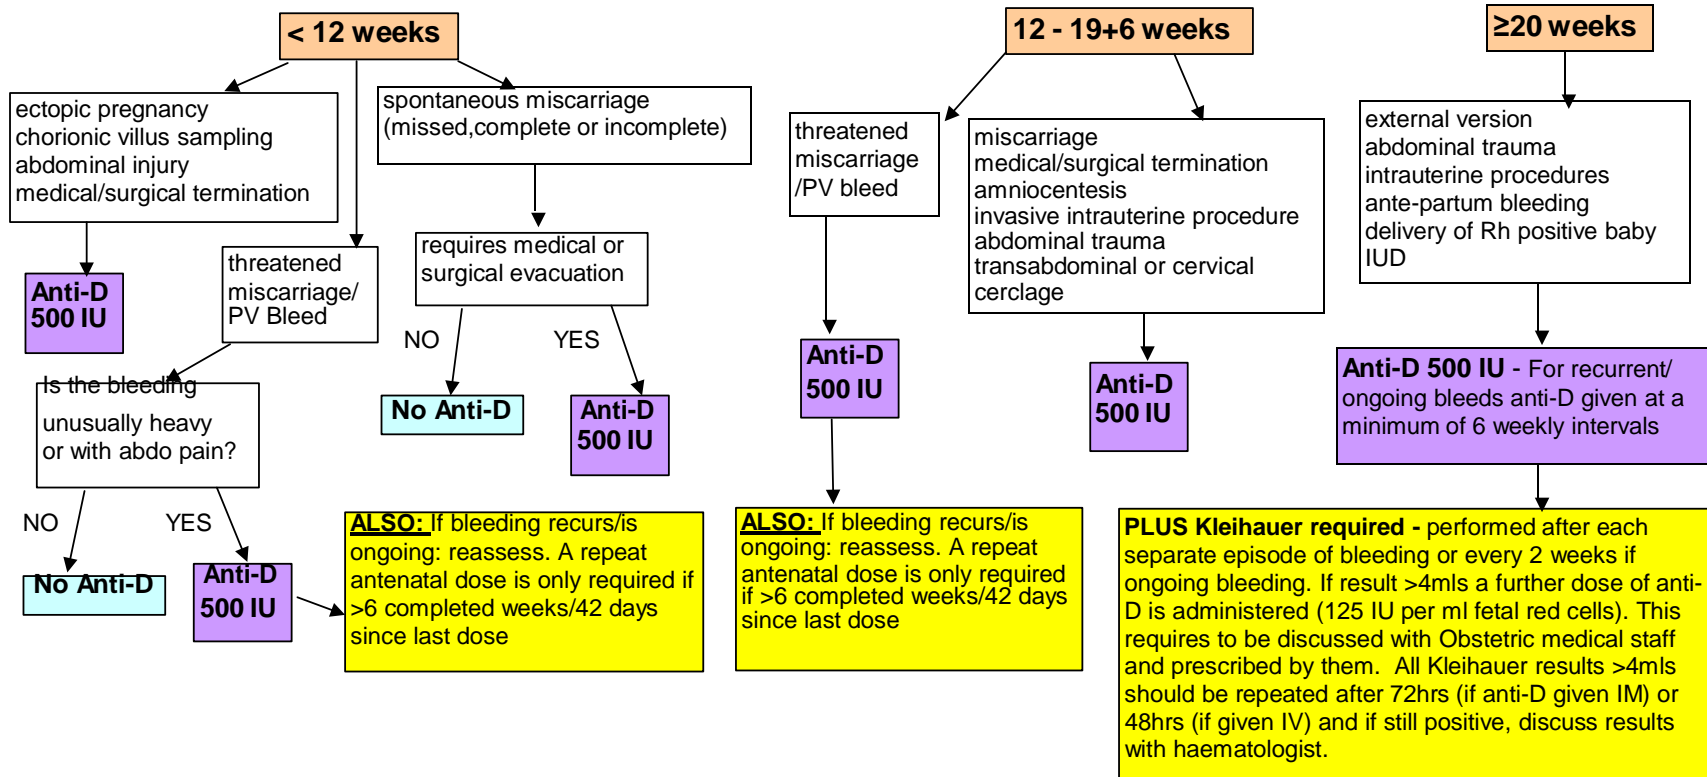 < 12 weeks
ectopic pregnancy
chorionic villus sampling
abdominal injury
medical/surgical termination
Anti-D
500 IU
threatened
miscarriage/
PV Bleed
Is the bleeding
unusually heavy
or with abdo pain?
NO
YES
No Anti-D
Anti-D
500 IU
ALSO: If bleeding recurs/is
ongoing: reassess. A repeat
antenatal dose is only required if
>6 completed weeks/42 days
since last dose
spontaneous miscarriage
(missed,complete or incomplete)
requires medical or
surgical evacuation
NO
YES
No Anti-D
Anti-D
500 IU
12 - 19+6 weeks
threatened
miscarriage
/PV bleed
Anti-D
500 IU
ALSO: If bleeding recurs/is
ongoing: reassess. A repeat
antenatal dose is only required
if >6 completed weeks/42 days
since last dose
miscarriage
medical/surgical termination
amniocentesis
invasive intrauterine procedure
abdominal trauma
transabdominal or cervical
cerclage
Anti-D
500 IU
≥20 weeks
external version
abdominal trauma
intrauterine procedures
ante-partum bleeding
delivery of Rh positive baby
IUD
Anti-D 500 IU - For recurrent/
ongoing bleeds anti-D given at a
minimum of 6 weekly intervals
PLUS Kleihauer required - performed after each
separate episode of bleeding or every 2 weeks if
ongoing bleeding. If result >4mls a further dose of anti-
D is administered (125 IU per ml fetal red cells). This
requires to be discussed with Obstetric medical staff
and prescribed by them.  All Kleihauer results >4mls
should be repeated after 72hrs (if anti-D given IM) or
48hrs (if given IV) and if still positive, discuss results
with haematologist.